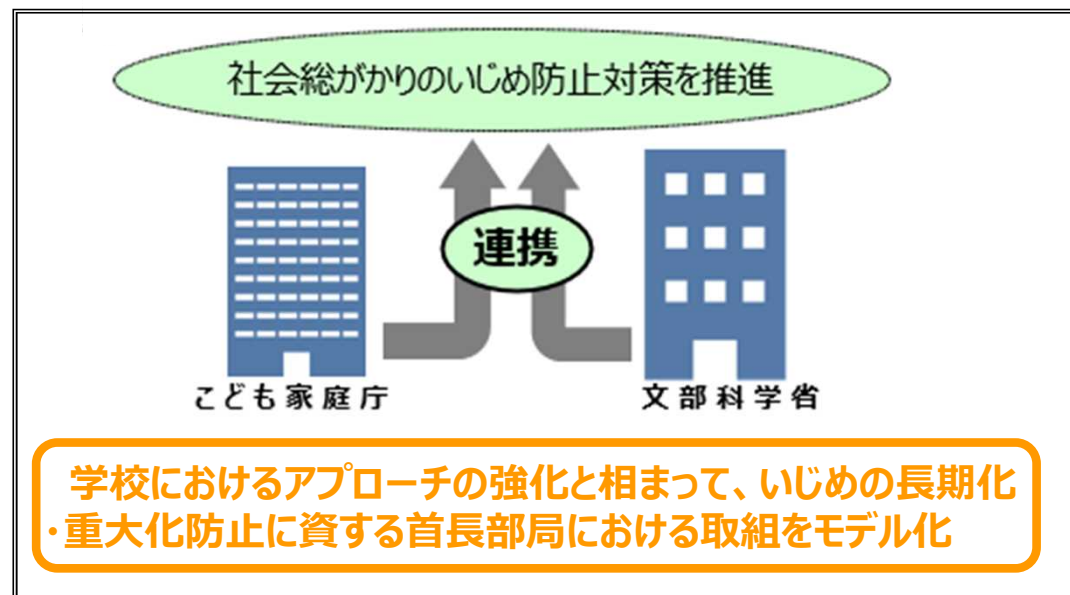 社会総がかりのいじめ防止対策を推進
連携
こども家庭庁
文部科学省
学校におけるアプローチの強化と相まって、いじめの長期化
・重大化防止に資する首長部局における取組をモデル化